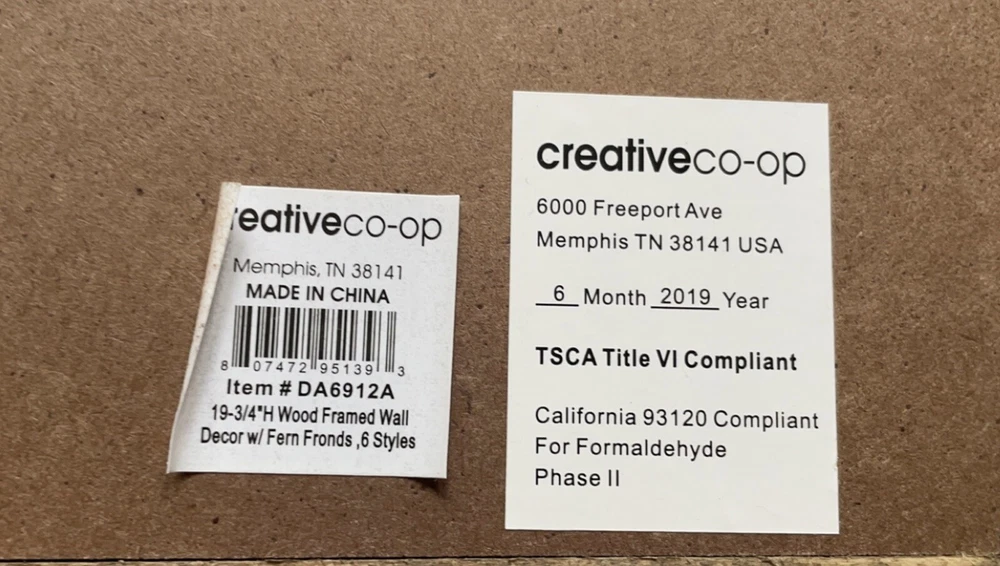 reativeco-op
Memphis, TN 38141
MADE IN CHINA
8 07472 95139 3
Item # DA6912A
19-3/4"H Wood Framed Wall
Decor w/ Fern Fronds ,6 Styles
creativeco-op
6000 Freeport Ave
Memphis TN 38141 USA
6 Month 2019 Year
TSCA Title VI Compliant
California 93120 Compliant
For Formaldehyde
Phase II